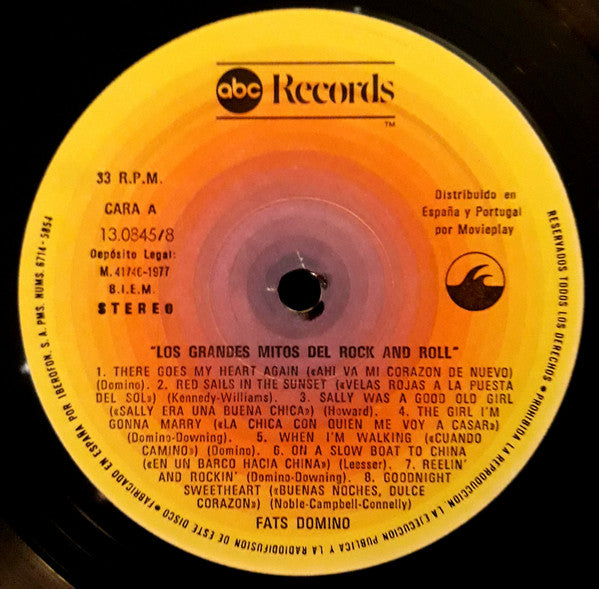 abc Records
TM
33 R.P.M.
CARA A
13.0845/8
Depósito Legal:
M. 41746-1977
B.I.E.M.
STEREO
Distribuido en
España y Portugal
por Movieplay
"LOS GRANDES MITOS DEL ROCK AND ROLL"
1. THERE GOES MY HEART AGAIN («AHI VA MI CORAZON DE NUEVO)
(Domino). 2. RED SAILS IN THE SUNSET «VELAS ROJAS A LA PUESTA
DEL SOL») (Kennedy-Williams). 3. SALLY WAS A GOOD OLD GIRL
(«SALLY ERA UNA BUENA CHICA») (Howard). 4. THE GIRL I'M
GONNA MARRY («LA CHICA CON QUIEN ME VOY A CASAR»)
(Domino-Downing). 5. WHEN I'M WALKING («CUANDO
CAMINO») (Domino). 6. ON A SLOW BOAT TO CHINA
(«EN UN BARCO HACIA CHINA») (Leesser). 7. REELIN'
AND ROCKIN' (Domino-Downing). 8. GOODNIGHT
SWEETHEART («BUENAS NOCHES, DULCE
CORAZON») (Noble-Campbell-Connelly)
FATS DOMINO
RESERVADOS TODOS LOS DERECHOS • PROHIBIDA LA REPRODUCCION, LA EJECUCION PUBLICA Y LA RADIODIFUSION DE ESTE DISCO • FABRICADO EN ESPAÑA POR IBEROFON, S. A. PMS. NUMS. 6714-5854